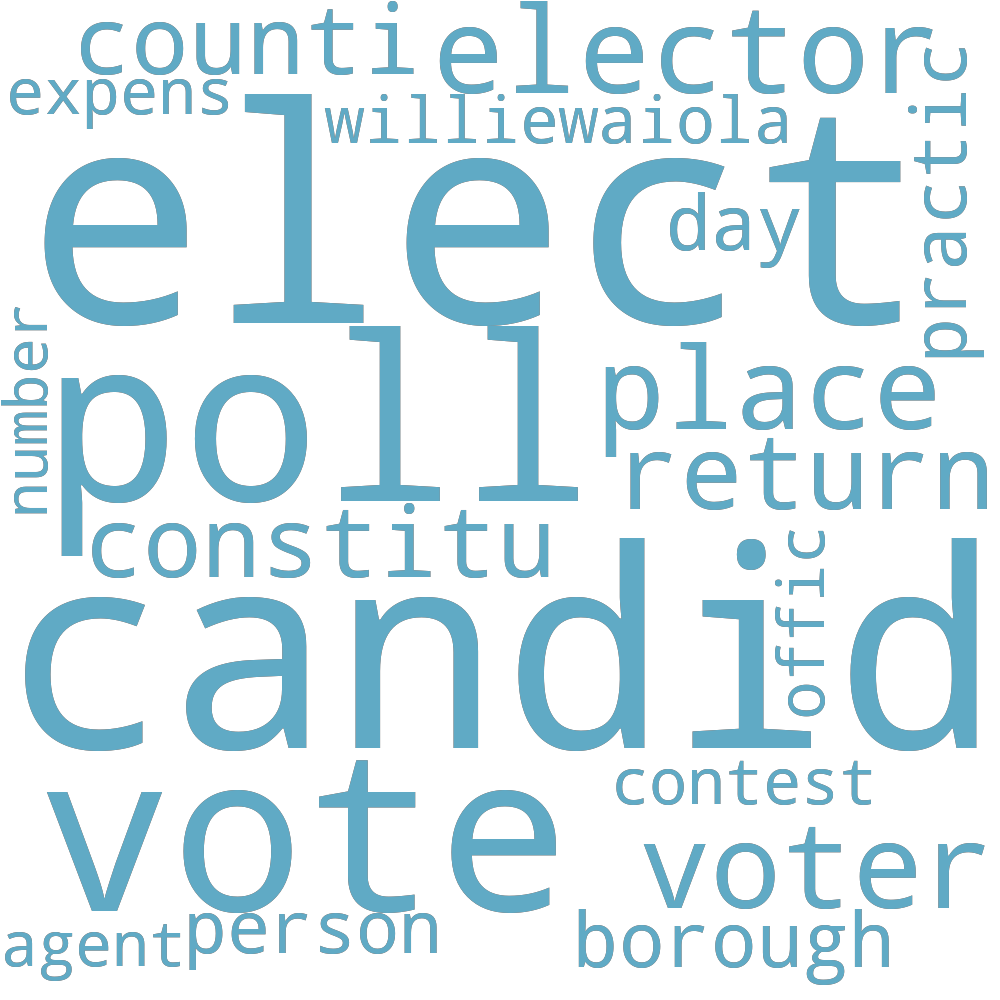 counti elector
expens
williewaiola
elect
day
practic
number
poll
place
return
constitu
candid
offic
vote
contest
voter
agent person borough